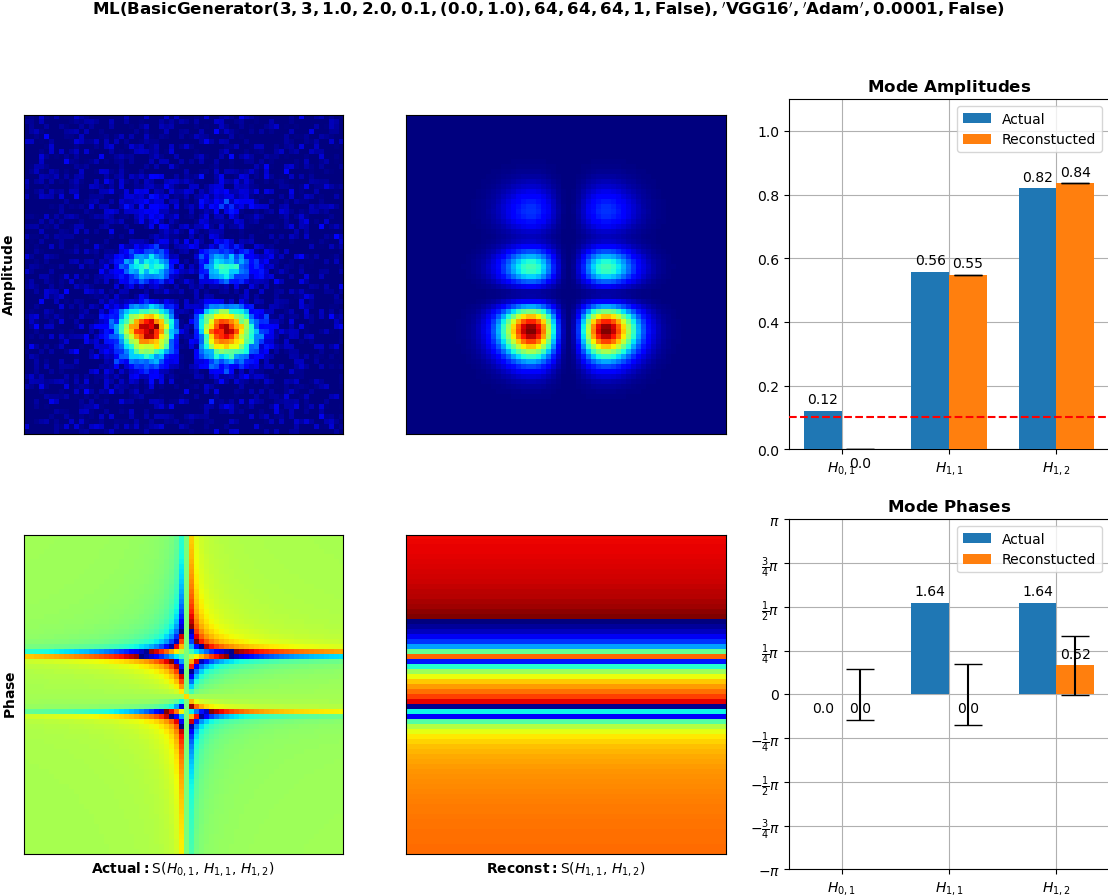 ML(BasicGenerator(3, 3, 1.0, 2.0, 0.1, (0.0, 1.0), 64, 64, 64, 1, False), ′VGG16′, ′Adam′, 0.0001, False)
Amplitude
Mode Amplitudes
Actual
Reconstucted
1.0
0.8
0.6
0.4
0.2
0.0
0.12
0.0
0.56
0.55
0.82
0.84
H0,1
H1,1
H1,2
Phase
Actual: S(H0,1, H1,1, H1,2)
Reconst: S(H1,1, H1,2)
Mode Phases
Actual
Reconstucted
π
3/4π
1/2π
1/4π
0
−1/4π
−1/2π
−3/4π
−π
0.0
0.0
1.64
0.0
1.64
0.52
H0,1
H1,1
H1,2